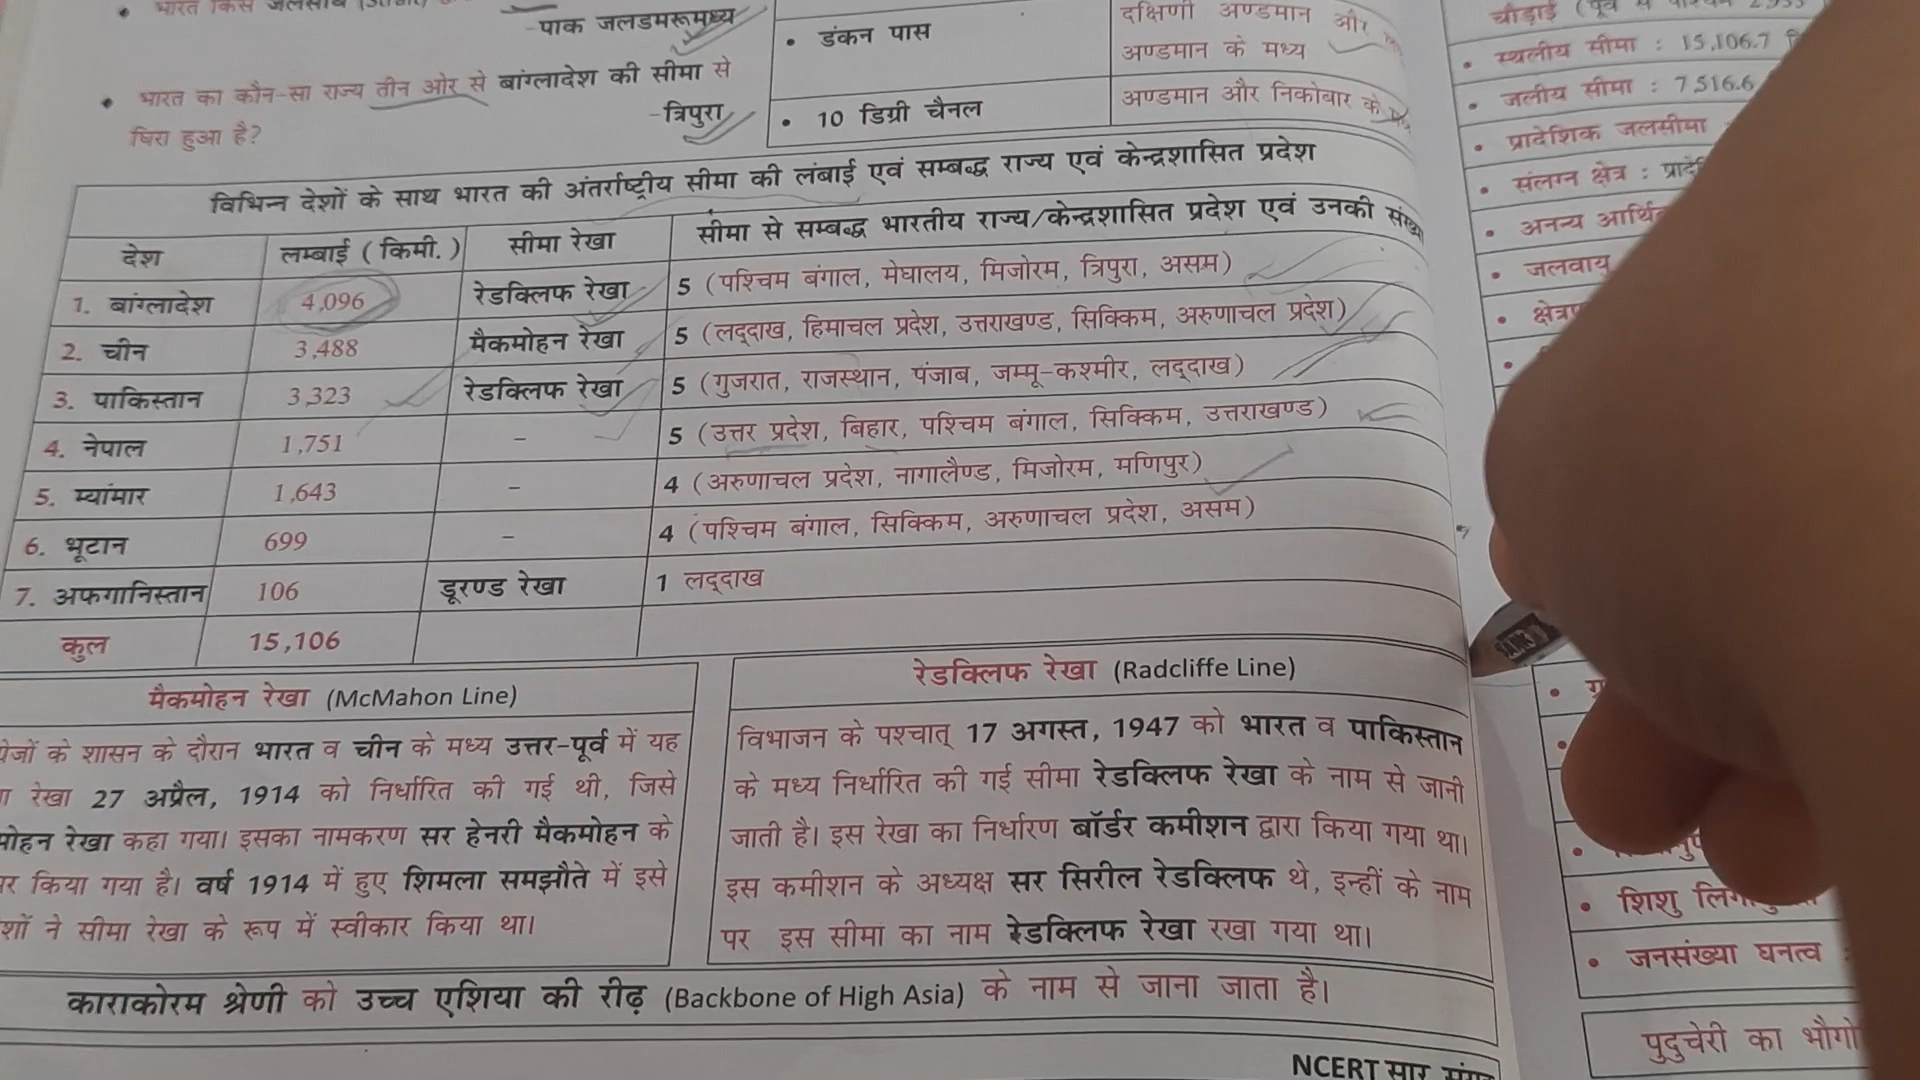 भारत किस जलसंधि
-पाक जलडमरूमध्य
• भारत का कौन-सा राज्य तीन ओर से बांग्लादेश की सीमा से
घिरा हुआ है?
-त्रिपुरा
• डंकन पास
दक्षिणी अण्डमान और
अण्डमान के मध्य
• 10 डिग्री चैनल
अण्डमान और निकोबार के
विभिन्न देशों के साथ भारत की अंतर्राष्ट्रीय सीमा की लंबाई एवं सम्बद्ध राज्य एवं केन्द्रशासित प्रदेश
देश लम्बाई (किमी.) सीमा रेखा सीमा से सम्बद्ध भारतीय राज्य/केन्द्रशासित प्रदेश एवं उनकी संख्या
1. बांग्लादेश 4,096 रेडक्लिफ रेखा 5 (पश्चिम बंगाल, मेघालय, मिजोरम, त्रिपुरा, असम)
2. चीन 3,488 मैकमोहन रेखा 5 (लद्दाख, हिमाचल प्रदेश, उत्तराखण्ड, सिक्किम, अरुणाचल प्रदेश)
3. पाकिस्तान 3,323 रेडक्लिफ रेखा 5 (गुजरात, राजस्थान, पंजाब, जम्मू-कश्मीर, लद्दाख)
4. नेपाल 1,751 – 5 (उत्तर प्रदेश, बिहार, पश्चिम बंगाल, सिक्किम, उत्तराखण्ड)
5. म्यांमार 1,643 – 4 (अरुणाचल प्रदेश, नागालैण्ड, मिजोरम, मणिपुर)
6. भूटान 699 – 4 (पश्चिम बंगाल, सिक्किम, अरुणाचल प्रदेश, असम)
7. अफगानिस्तान 106 डूरण्ड रेखा 1 लद्दाख
कुल 15,106
मैकमोहन रेखा (McMahon Line)
के शासन के दौरान भारत व चीन के मध्य उत्तर-पूर्व में यह
रेखा 27 अप्रैल, 1914 को निर्धारित की गई थी, जिसे
रेखा कहा गया। इसका नामकरण सर हेनरी मैकमोहन के
किया गया है। वर्ष 1914 में हुए शिमला समझौते में इसे
ने सीमा रेखा के रूप में स्वीकार किया था।
रेडक्लिफ रेखा (Radcliffe Line)
विभाजन के पश्चात् 17 अगस्त, 1947 को भारत व पाकिस्तान
के मध्य निर्धारित की गई सीमा रेडक्लिफ रेखा के नाम से जानी
जाती है। इस रेखा का निर्धारण बॉर्डर कमीशन द्वारा किया गया था।
इस कमीशन के अध्यक्ष सर सिरील रेडक्लिफ थे, इन्हीं के नाम
पर इस सीमा का नाम रेडक्लिफ रेखा रखा गया था।
काराकोरम श्रेणी को उच्च एशिया की रीढ़ (Backbone of High Asia) के नाम से जाना जाता है।
NCERT सार
चौड़ाई (पूर्व से
• स्थलीय सीमा : 15,106.7
• जलीय सीमा : 7,516.6
• प्रादेशिक जलसीमा
• संलग्न क्षेत्र :
• अनन्य
• जलवायु
• शिशु
• जनसंख्या घनत्व
पुदुचेरी का